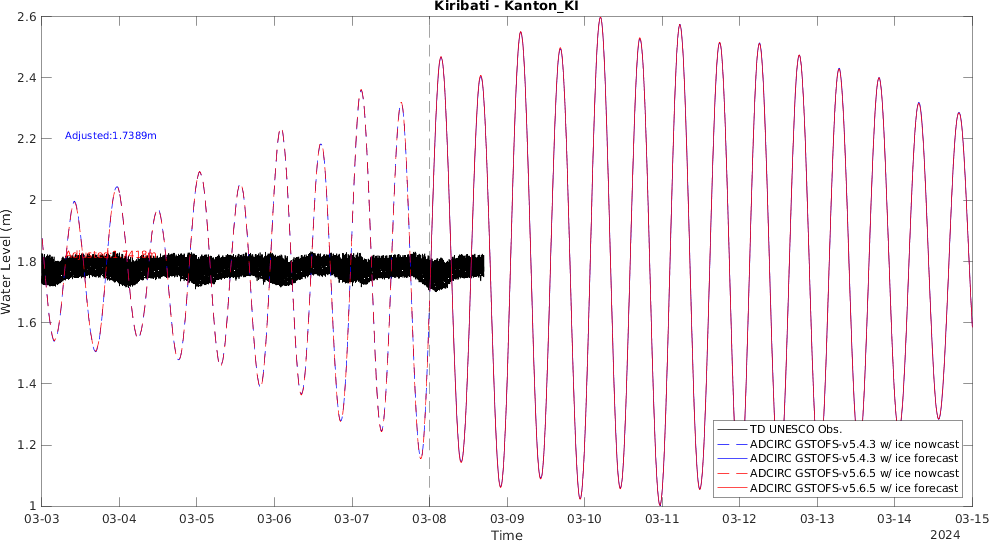 Kiribati - Kanton_KI
Water Level (m)
2.6
2.4
2.2
2
1.8
1.6
1.4
1.2
1
Adjusted:1.7389m
TD UNESCO Obs.
ADCIRC GSTOFS-v5.4.3 w/ ice nowcast
ADCIRC GSTOFS-v5.4.3 w/ ice forecast
ADCIRC GSTOFS-v5.6.5 w/ ice nowcast
ADCIRC GSTOFS-v5.6.5 w/ ice forecast
03-03 03-04 03-05 03-06 03-07 03-08 03-09 03-10 03-11 03-12 03-13 03-14 03-15
Time
2024